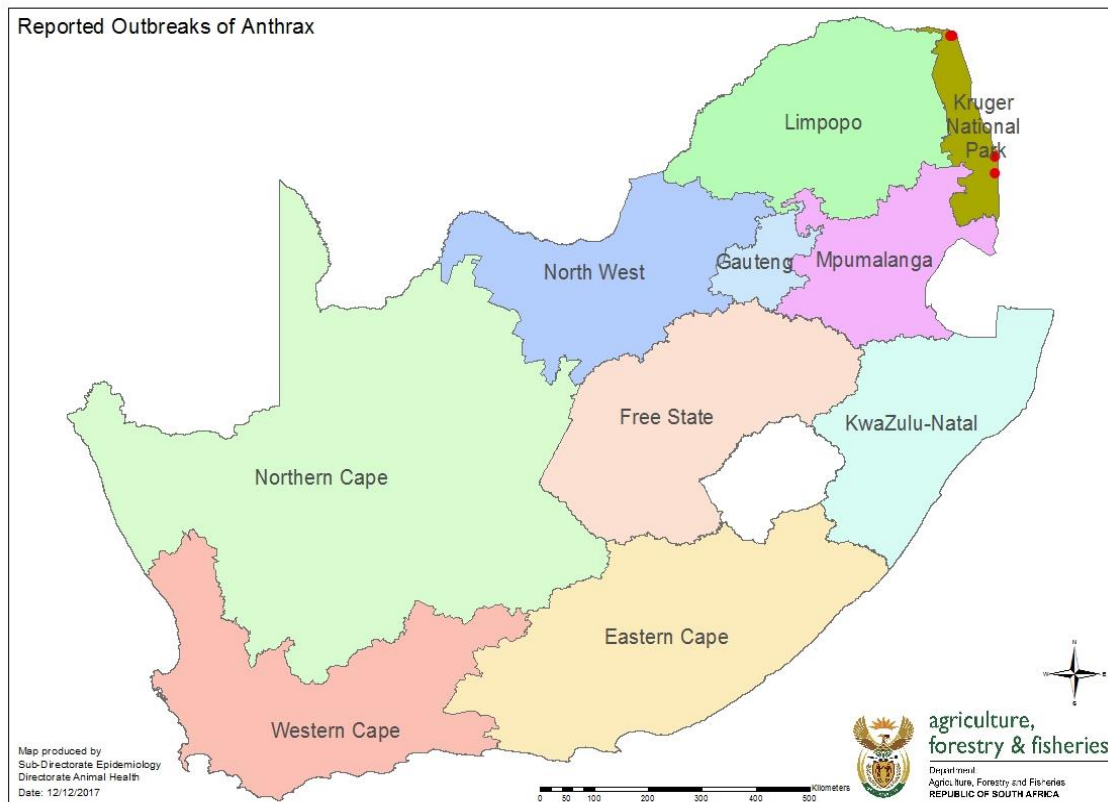 Reported Outbreaks of Anthrax
Limpopo
Kruger
National
Park
North West
Gauteng
Mpumalanga
Free State
KwaZulu-Natal
Northern Cape
Eastern Cape
Western Cape
N
W E
S
Map produced by
Sub-Directorate Epidemiology
Directorate Animal Health
Date: 12/12/2017
Kilometers
0 50 100 200 300 400 500
agriculture,
forestry & fisheries
Department:
Agriculture, Forestry and Fisheries
REPUBLIC OF SOUTH AFRICA